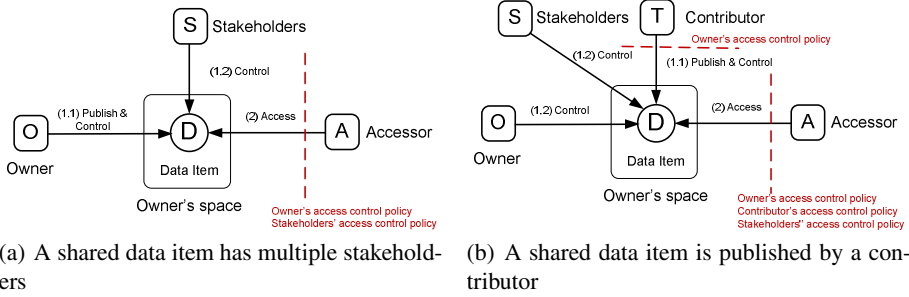 S
Stakeholders
(1.2) Control
(1.1) Publish &
Control
(2) Access
O
D
A
Accessor
Owner
Data Item
Owner's space
Owner's access control policy
Stakeholders' access control policy
(a) A shared data item has multiple stakehold-
ers
S
Stakeholders
T
Contributor
Owner's access control policy
(1.2) Control
(1.1) Publish & Control
(1.2) Control
(2) Access
O
D
A
Accessor
Owner
Data Item
Owner's space
Owner's access control policy
Contributor's access control policy
Stakeholders'' access control policy
(b) A shared data item is published by a con-
tributor